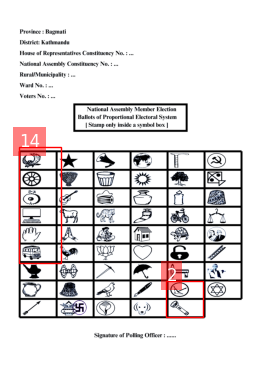 Province : Bagmati
District: Kathmandu
House of Representatives Constituency No. : ...
National Assembly Constituency No. : ...
Rural/Municipality : ...
Ward No. : ...
Voters No. : ...
National Assembly Member Election
Ballots of Proportional Electoral System
[ Stamp only inside a symbol box ]
14
2
Signature of Polling Officer : ......